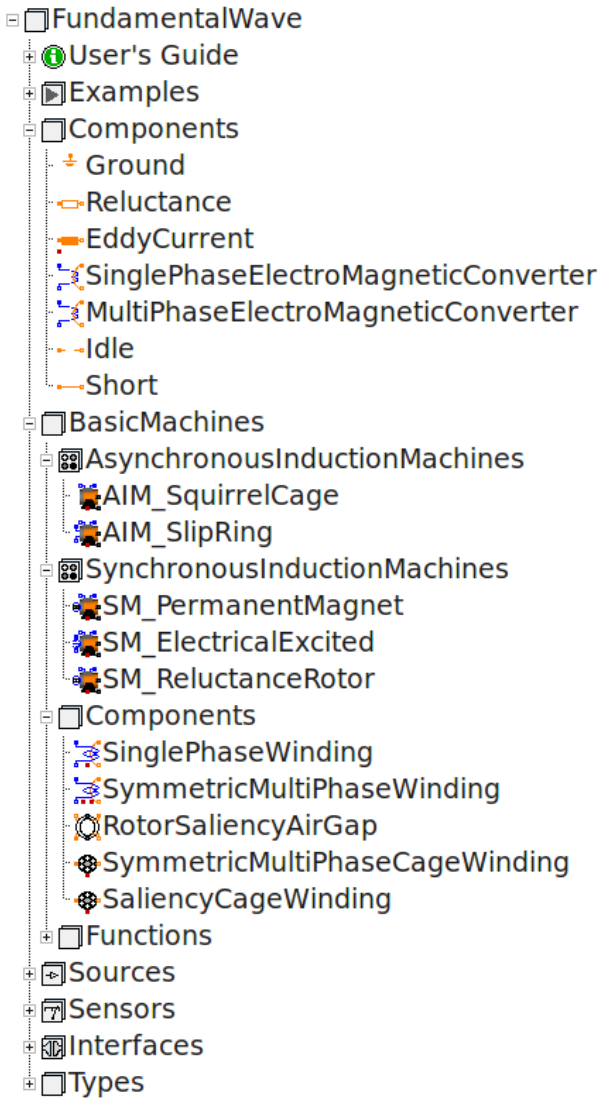 FundamentalWave
User's Guide
Examples
Components
Ground
Reluctance
EddyCurrent
SinglePhaseElectroMagneticConverter
MultiPhaseElectroMagneticConverter
Idle
Short
BasicMachines
AsynchronousInductionMachines
AIM_SquirrelCage
AIM_SlipRing
SynchronousInductionMachines
SM_PermanentMagnet
SM_ElectricalExcited
SM_ReluctanceRotor
Components
SinglePhaseWinding
SymmetricMultiPhaseWinding
RotorSaliencyAirGap
SymmetricMultiPhaseCageWinding
SaliencyCageWinding
Functions
Sources
Sensors
Interfaces
Types